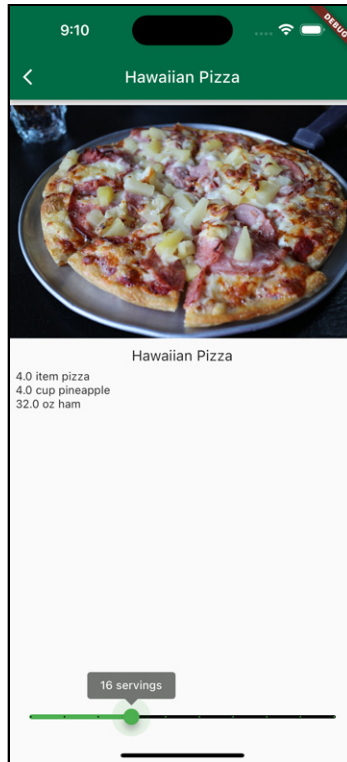 9:10
DEBUG
Hawaiian Pizza
Hawaiian Pizza
4.0 item pizza
4.0 cup pineapple
32.0 oz ham
16 servings